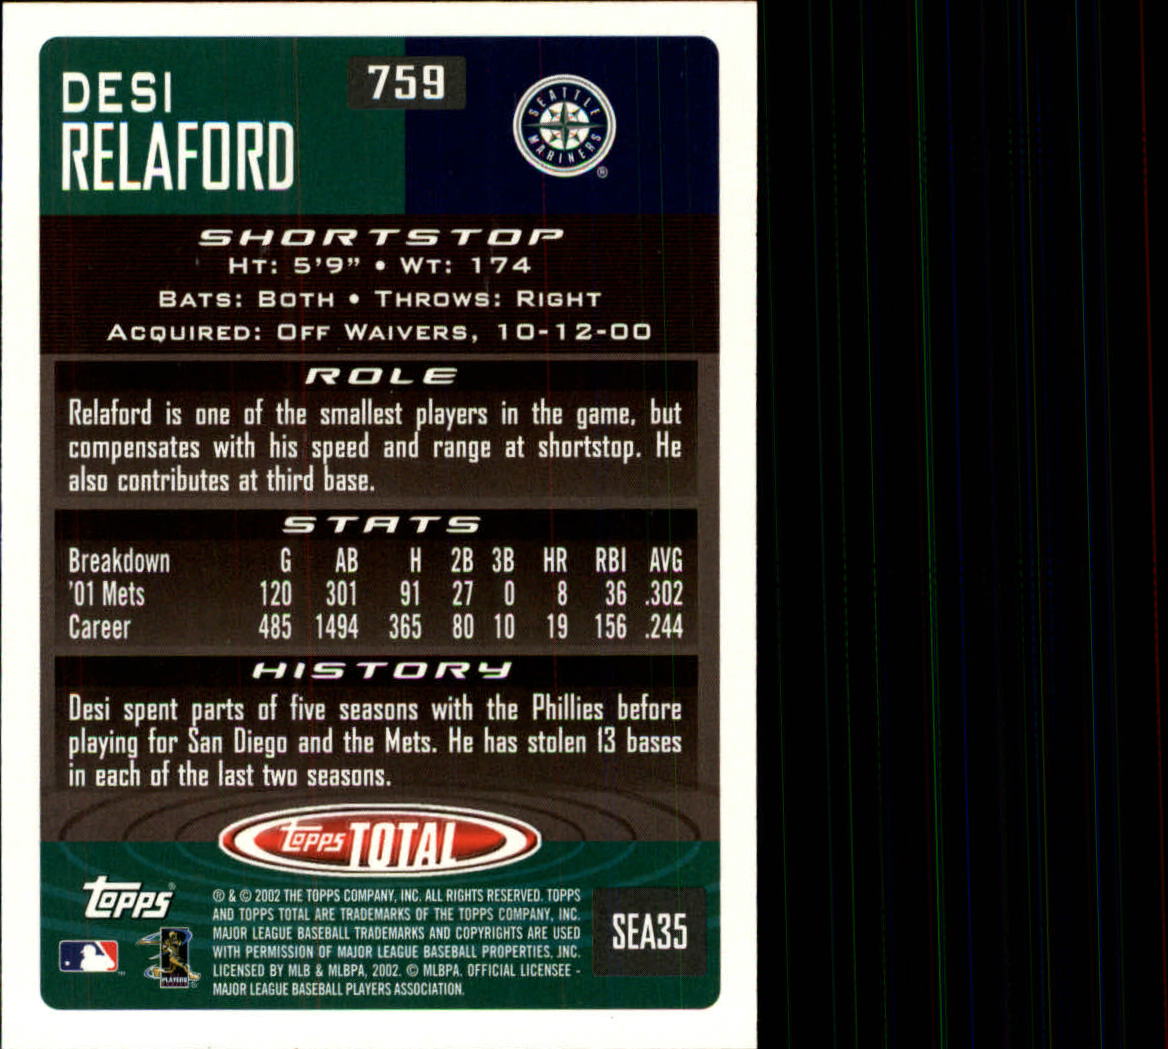 759
DESI
RELAFORD
SEATTLE
MARINERS
®
SHORTSTOP
HT: 5'9" • WT: 174
BATS: BOTH • THROWS: RIGHT
ACQUIRED: OFF WAIVERS, 10-12-00
ROLE
Relaford is one of the smallest players in the game, but
compensates with his speed and range at shortstop. He
also contributes at third base.
STATS
Breakdown G AB H 2B 3B HR RBI AVG
'01 Mets 120 301 91 27 0 8 36 .302
Career 485 1494 365 80 10 19 156 .244
HISTORY
Desi spent parts of five seasons with the Phillies before
playing for San Diego and the Mets. He has stolen 13 bases
in each of the last two seasons.
topps TOTAL
topps®
® & © 2002 THE TOPPS COMPANY, INC. ALL RIGHTS RESERVED. TOPPS
AND TOPPS TOTAL ARE TRADEMARKS OF THE TOPPS COMPANY, INC.
MAJOR LEAGUE BASEBALL TRADEMARKS AND COPYRIGHTS ARE USED
WITH PERMISSION OF MAJOR LEAGUE BASEBALL PROPERTIES, INC.
LICENSED BY MLB & MLBPA, 2002. © MLBPA. OFFICIAL LICENSEE -
MAJOR LEAGUE BASEBALL PLAYERS ASSOCIATION.
SEA35
PLAYERS